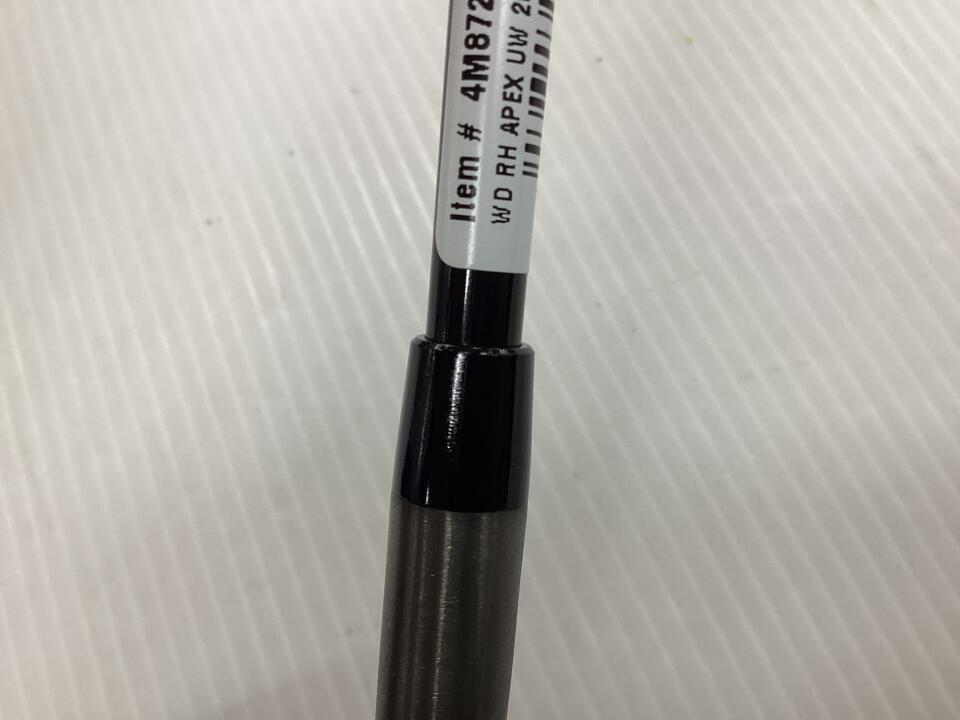 Item # 4M872
WD RH APEX UW